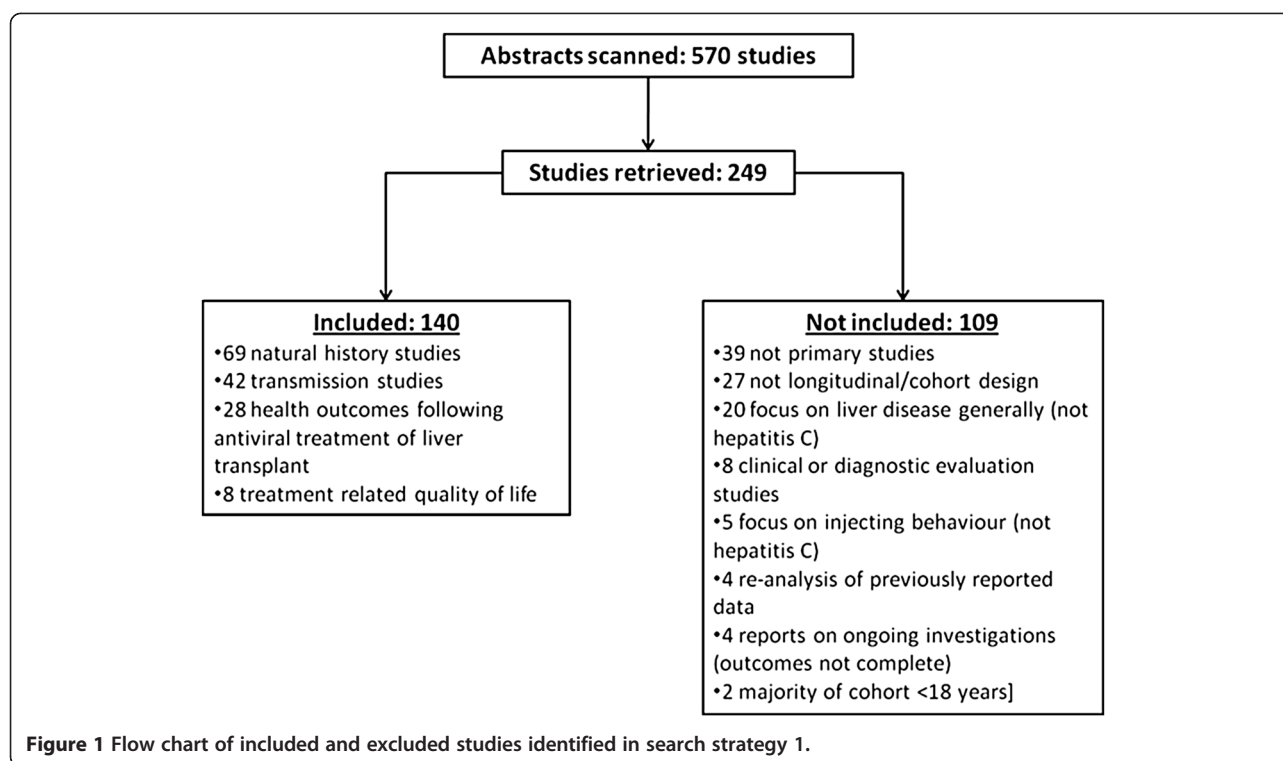 Abstracts scanned: 570 studies
Studies retrieved: 249
Included: 140
•69 natural history studies
•42 transmission studies
•28 health outcomes following
antiviral treatment of liver
transplant
•8 treatment related quality of life
Not included: 109
•39 not primary studies
•27 not longitudinal/cohort design
•20 focus on liver disease generally (not
hepatitis C)
•8 clinical or diagnostic evaluation
studies
•5 focus on injecting behaviour (not
hepatitis C)
•4 re-analysis of previously reported
data
•4 reports on ongoing investigations
(outcomes not complete)
•2 majority of cohort <18 years]
Figure 1 Flow chart of included and excluded studies identified in search strategy 1.